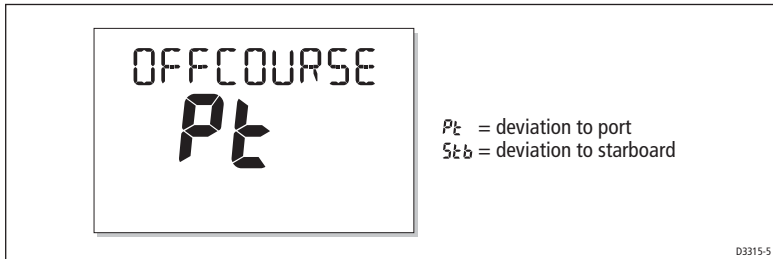 OFFCOURSE
Pt
Pt = deviation to port
Stb = deviation to starboard
D3315-5